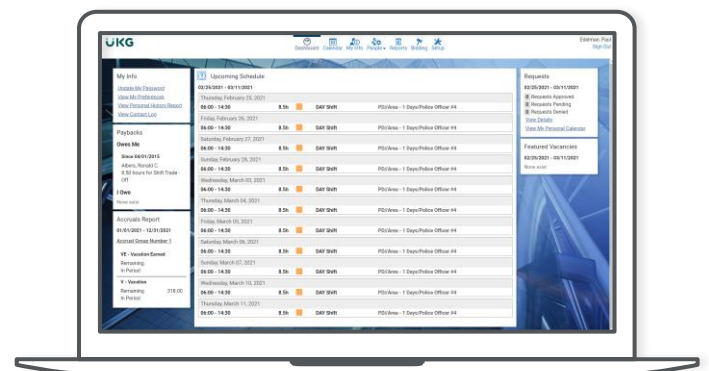 UKG
Dashboard Calendar My Info People Reports Bidding Setup
Edelman, Paul
Sign Out
My Info
Update My Password
View My Preferences
View Personal History Report
View Contact Log
Paybacks
Owes Me
Since 04/01/2015
Albers, Ronald C.
8.50 hours for Shift Trade -
Off
I Owe
None exist
Accruals Report
01/01/2021 - 12/31/2021
Accrual Group Number 1
VE - Vacation Earned
Remaining
In Period
V - Vacation
Remaining 318.00
In Period
Upcoming Schedule
02/25/2021 - 03/11/2021
Thursday, February 25, 2021
06:00 - 14:30 8.5h DAY Shift PD/Area - 1 Days/Police Officer #4
Friday, February 26, 2021
06:00 - 14:30 8.5h DAY Shift PD/Area - 1 Days/Police Officer #4
Saturday, February 27, 2021
06:00 - 14:30 8.5h DAY Shift PD/Area - 1 Days/Police Officer #4
Sunday, February 28, 2021
06:00 - 14:30 8.5h DAY Shift PD/Area - 1 Days/Police Officer #4
Wednesday, March 03, 2021
06:00 - 14:30 8.5h DAY Shift PD/Area - 1 Days/Police Officer #4
Thursday, March 04, 2021
06:00 - 14:30 8.5h DAY Shift PD/Area - 1 Days/Police Officer #4
Friday, March 05, 2021
06:00 - 14:30 8.5h DAY Shift PD/Area - 1 Days/Police Officer #4
Saturday, March 06, 2021
06:00 - 14:30 8.5h DAY Shift PD/Area - 1 Days/Police Officer #4
Sunday, March 07, 2021
06:00 - 14:30 8.5h DAY Shift PD/Area - 1 Days/Police Officer #4
Wednesday, March 10, 2021
06:00 - 14:30 8.5h DAY Shift PD/Area - 1 Days/Police Officer #4
Thursday, March 11, 2021
06:00 - 14:30 8.5h DAY Shift PD/Area - 1 Days/Police Officer #4
Requests
02/25/2021 - 03/11/2021
Requests Approved
Requests Pending
Requests Denied
View Details
View My Personal Calendar
Featured Vacancies
02/25/2021 - 03/11/2021
None exist